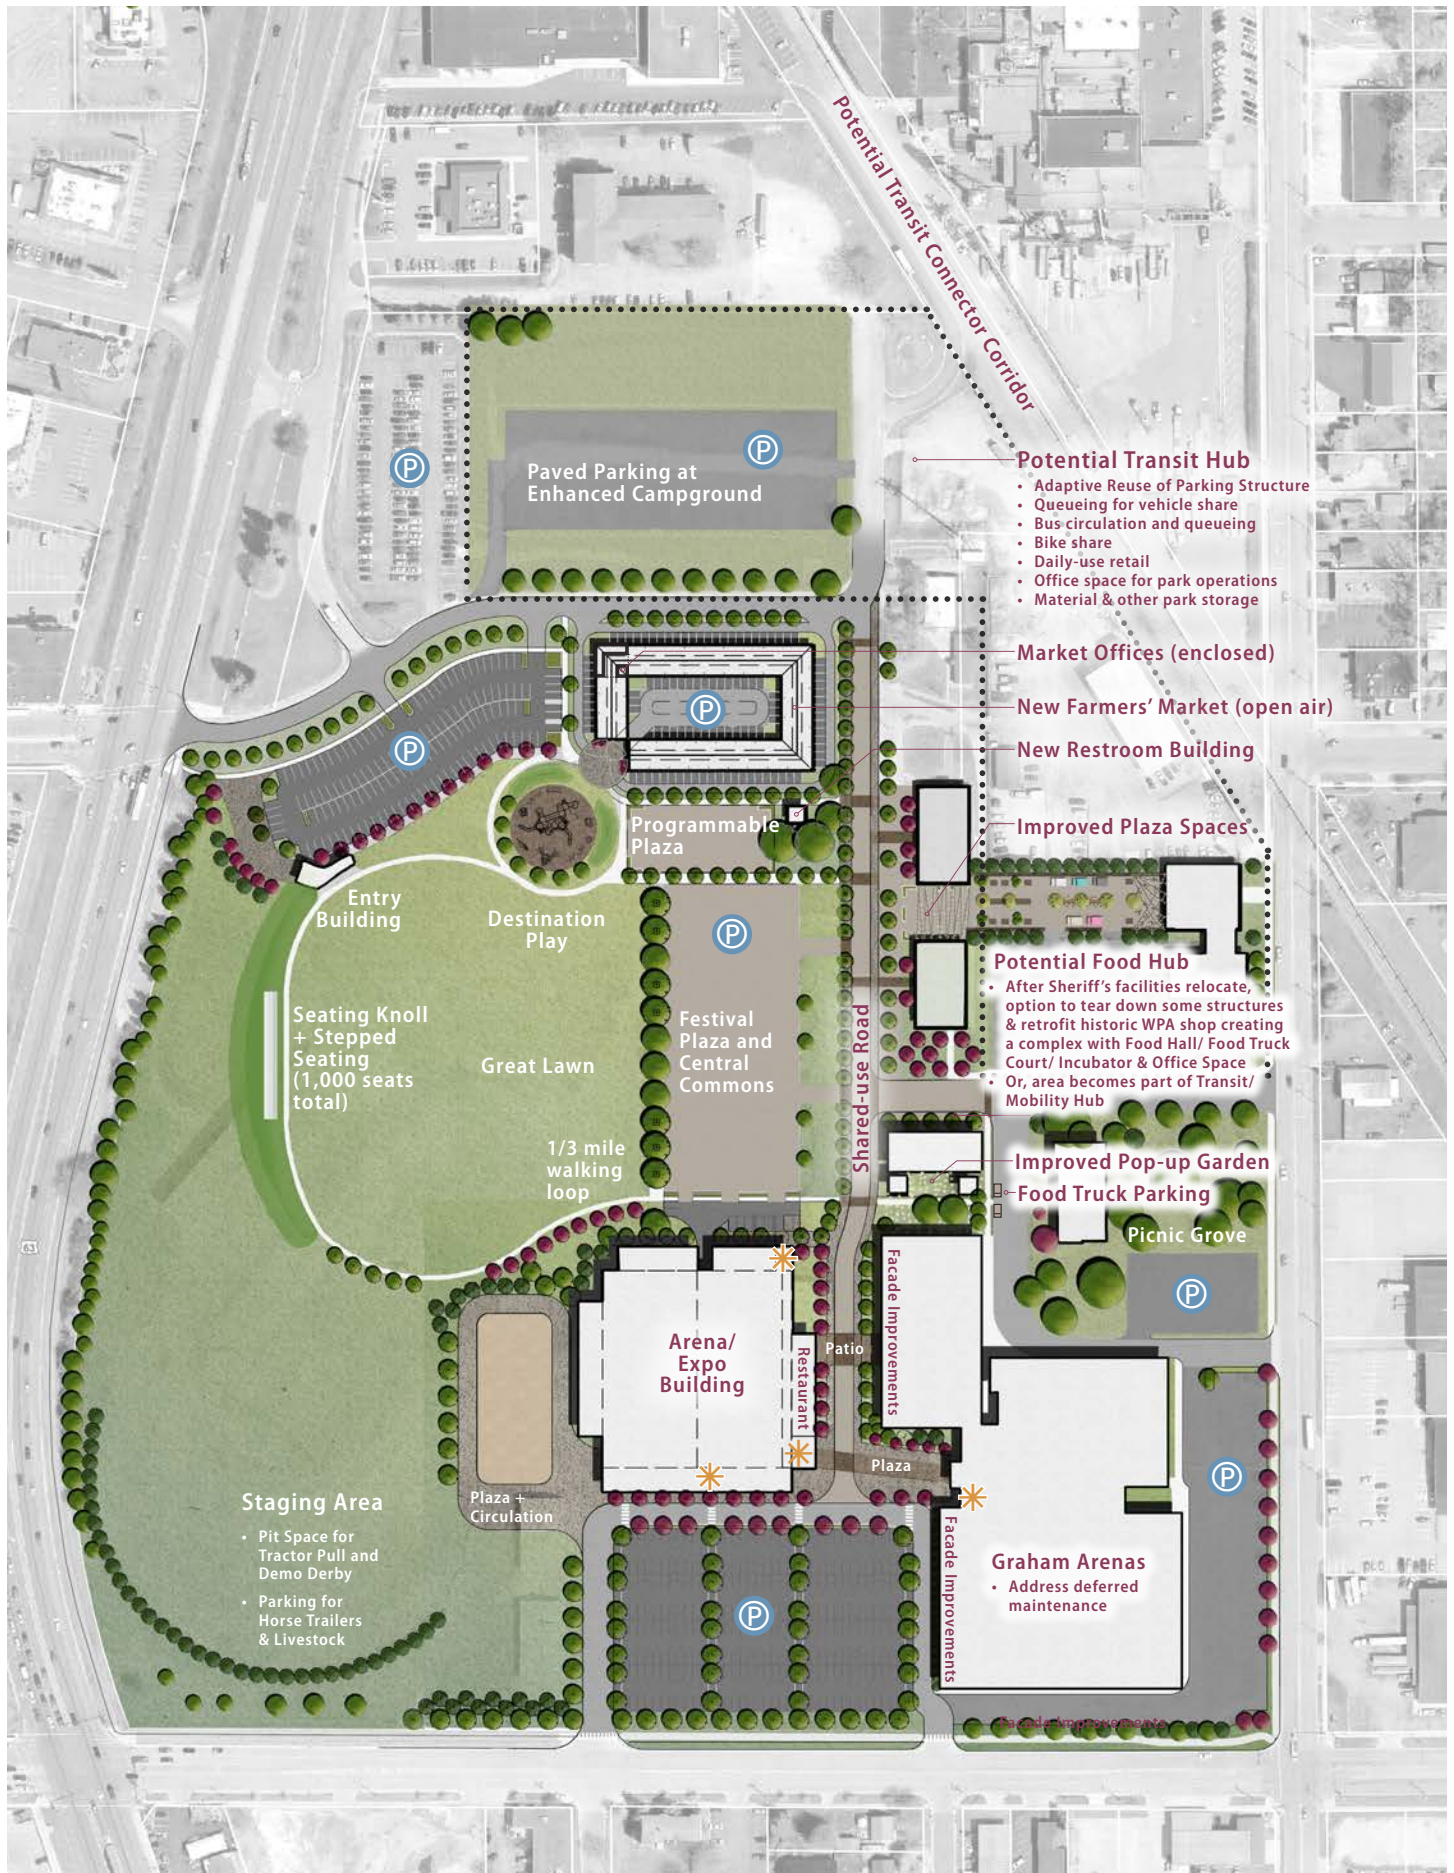 Potential Transit Connector Corridor
P
P
Paved Parking at
Enhanced Campground
Potential Transit Hub
• Adaptive Reuse of Parking Structure
• Queueing for vehicle share
• Bus circulation and queueing
• Bike share
• Daily-use retail
• Office space for park operations
• Material & other park storage
Market Offices (enclosed)
New Farmers’ Market (open air)
New Restroom Building
P
P
Programmable
Plaza
Improved Plaza Spaces
Entry
Building
Destination
Play
P
Potential Food Hub
• After Sheriff’s facilities relocate,
option to tear down some structures
& retrofit historic WPA shop creating
a complex with Food Hall/ Food Truck
Court/ Incubator & Office Space
• Or, area becomes part of Transit/
Mobility Hub
Seating Knoll
+ Stepped
Seating
(1,000 seats
total)
Great Lawn
Festival
Plaza and
Central
Commons
Shared-use Road
1/3 mile
walking
loop
Improved Pop-up Garden
Food Truck Parking
Picnic Grove
P
63
Arena/
Expo
Building
Restaurant
Patio
Facade Improvements
Plaza
P
Plaza +
Circulation
Staging Area
• Pit Space for
Tractor Pull and
Demo Derby
• Parking for
Horse Trailers
& Livestock
P
Facade Improvements
Graham Arenas
• Address deferred
maintenance
Facade Improvements